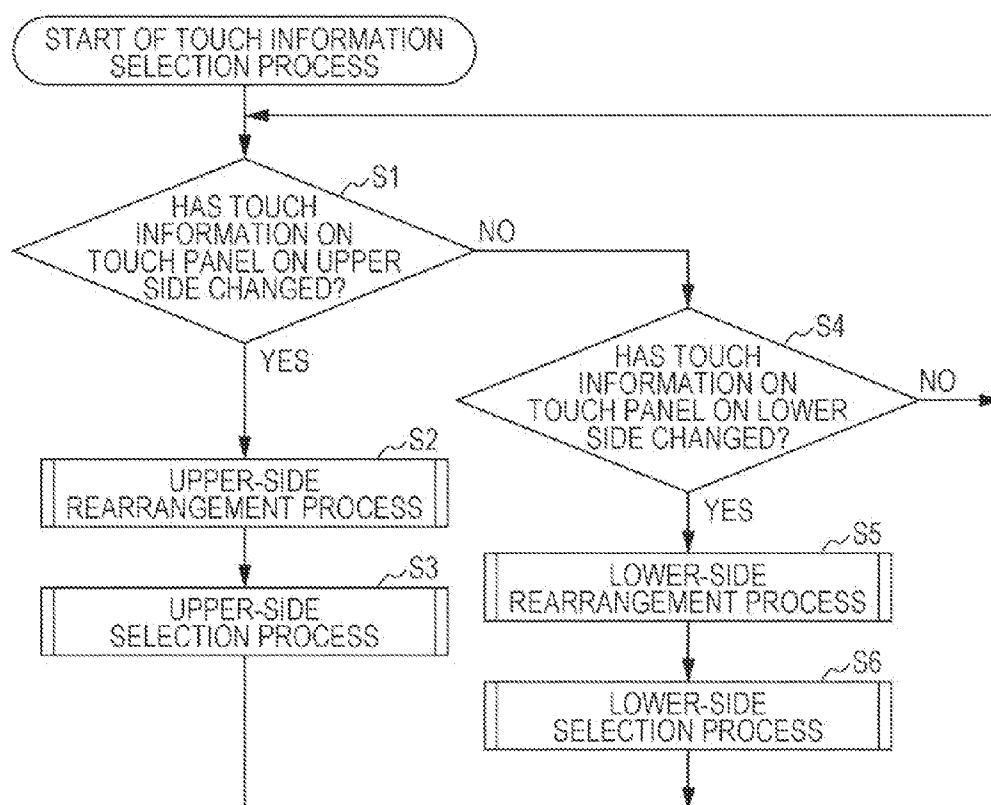 START OF TOUCH INFORMATION
SELECTION PROCESS
S1
HAS TOUCH
INFORMATION ON
TOUCH PANEL ON UPPER
SIDE CHANGED?
NO
YES
S4
HAS TOUCH
INFORMATION ON
TOUCH PANEL ON LOWER
SIDE CHANGED?
NO
YES
S2
UPPER-SIDE
REARRANGEMENT PROCESS
S3
UPPER-SIDE
SELECTION PROCESS
S5
LOWER-SIDE
REARRANGEMENT PROCESS
S6
LOWER-SIDE
SELECTION PROCESS